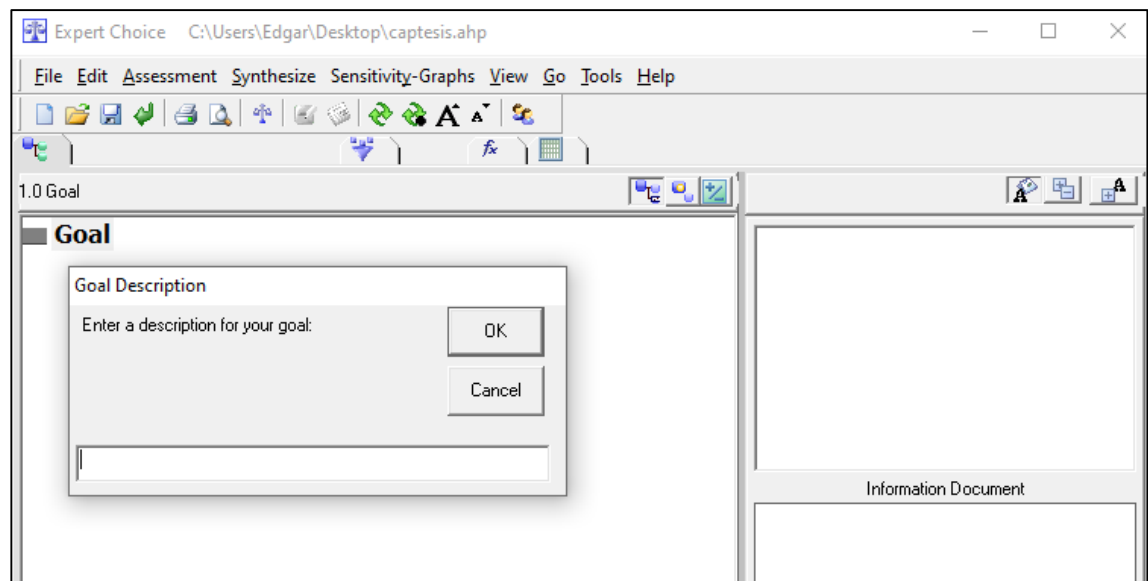 Expert Choice C:\Users\Edgar\Desktop\captesis.ahp
File Edit Assessment Synthesize Sensitivity-Graphs View Go Tools Help
A A
fx
1.0 Goal
A A
Goal
Goal Description
Enter a description for your goal:
OK
Cancel
Information Document